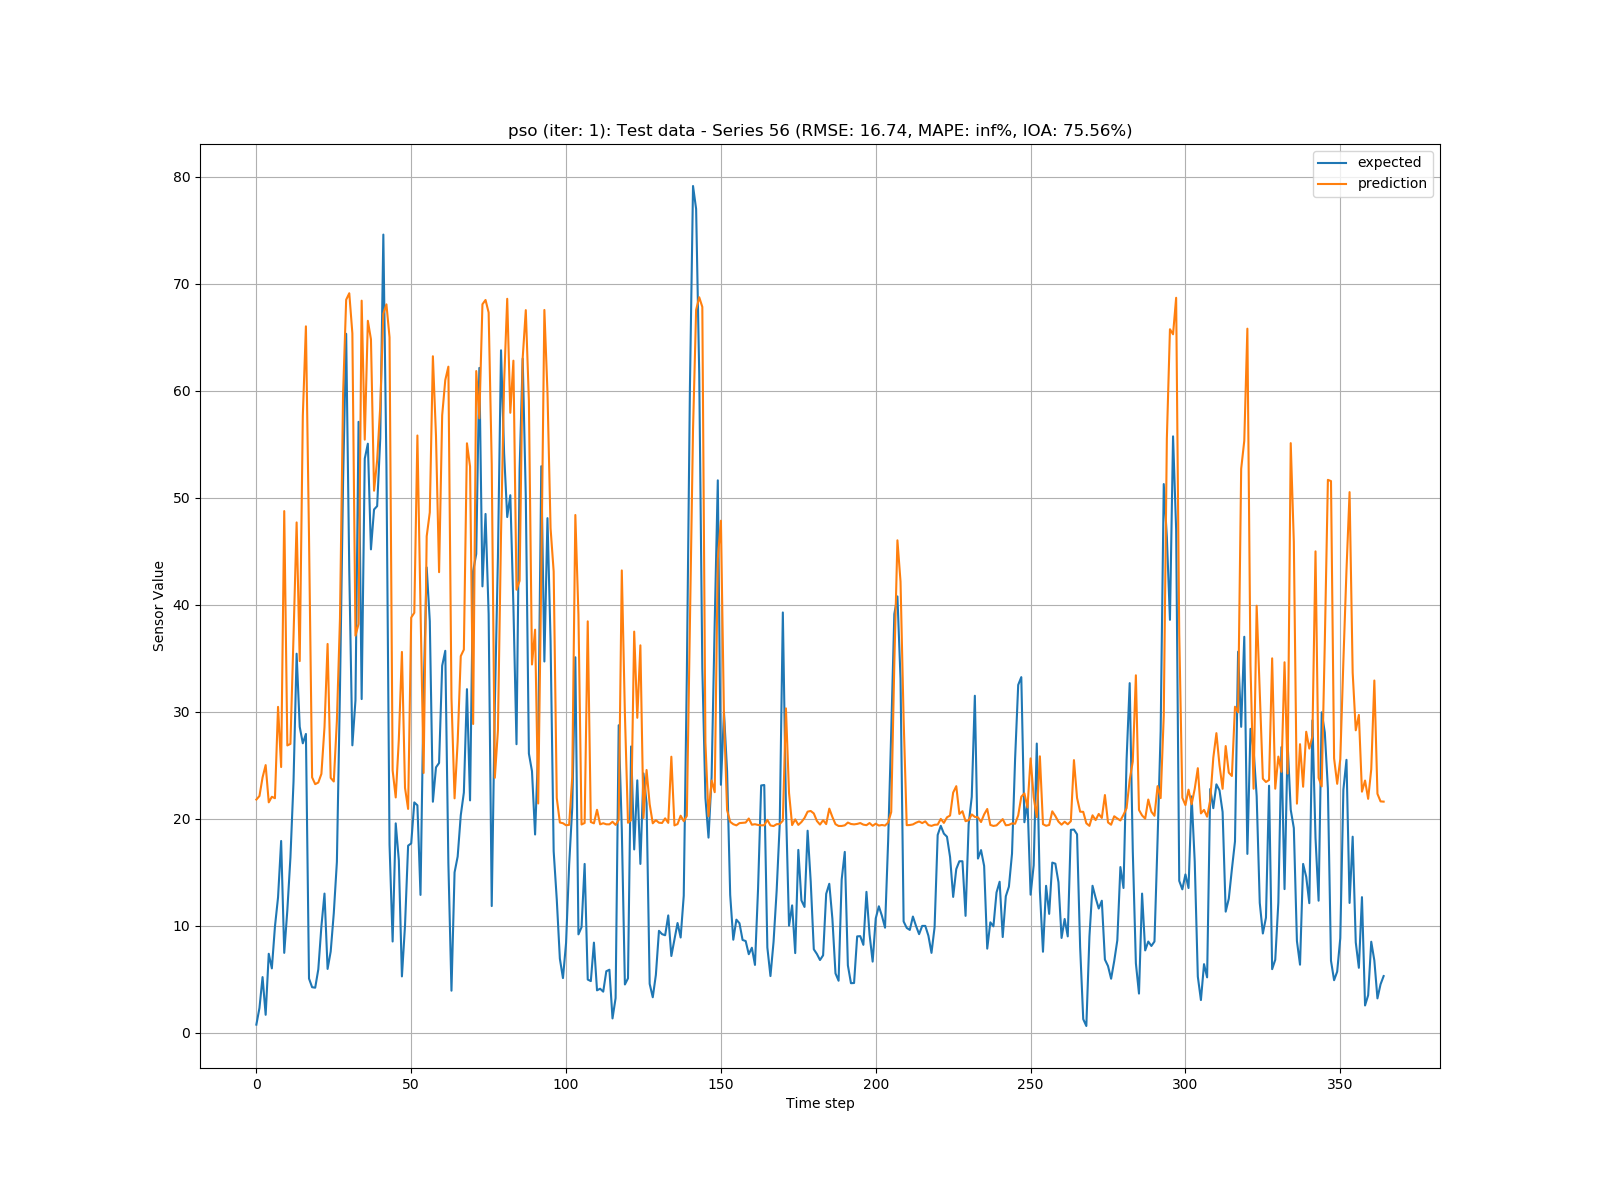 pso (iter: 1): Test data - Series 56 (RMSE: 16.74, MAPE: inf%, IOA: 75.56%)
expected
prediction
80
70
60
50
40
30
20
10
0
Sensor Value
0 50 100 150 200 250 300 350
Time step